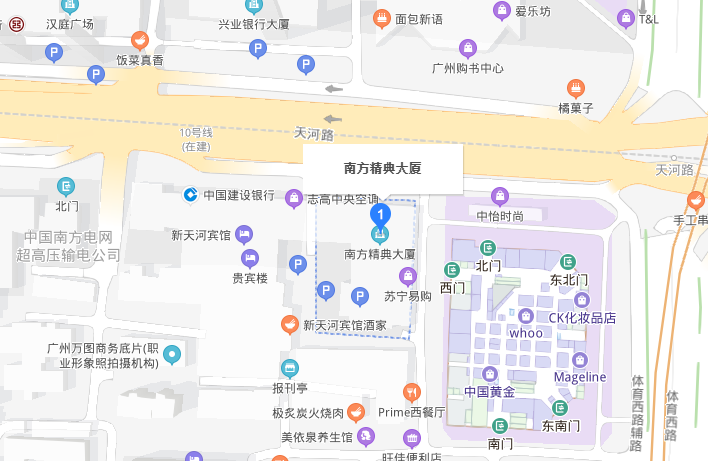 汉庭广场
兴业银行大厦
面包新语
爱乐坊
T&L
饭菜真香
P
P
P
广州购书中心
橘菓子
10号线
(在建)
天河路
南方精典大厦
天河路
北门
中国建设银行
志高中央空调
中怡时尚
手工串
1
中国南方电网
超高压输电公司
新天河宾馆
南方精典大厦
贵宾楼
P
P
P
苏宁易购
西门
北门
东北门
CK化妆品店
whoo
新天河宾馆酒家
广州万图商务底片(职
业形象照拍摄机构)
报刊亭
中国黄金
Mageline
极炙炭火烧肉
Prime西餐厅
东南门
美依泉养生馆
旺佳便利店
南门
体育西路辅路
体育西路